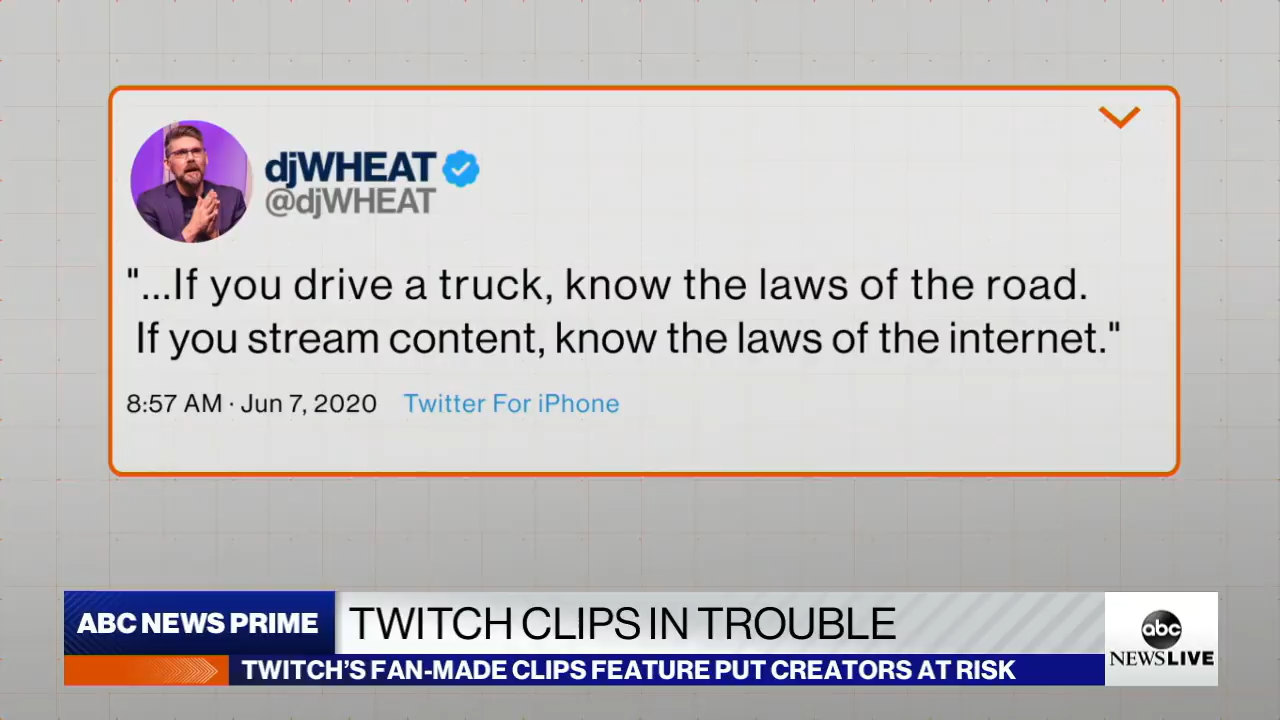 djWHEAT
@djWHEAT
"...If you drive a truck, know the laws of the road.
If you stream content, know the laws of the internet."
8:57 AM · Jun 7, 2020 Twitter For iPhone
ABC NEWS PRIME
TWITCH CLIPS IN TROUBLE
TWITCH'S FAN-MADE CLIPS FEATURE PUT CREATORS AT RISK
abc
NEWSLIVE